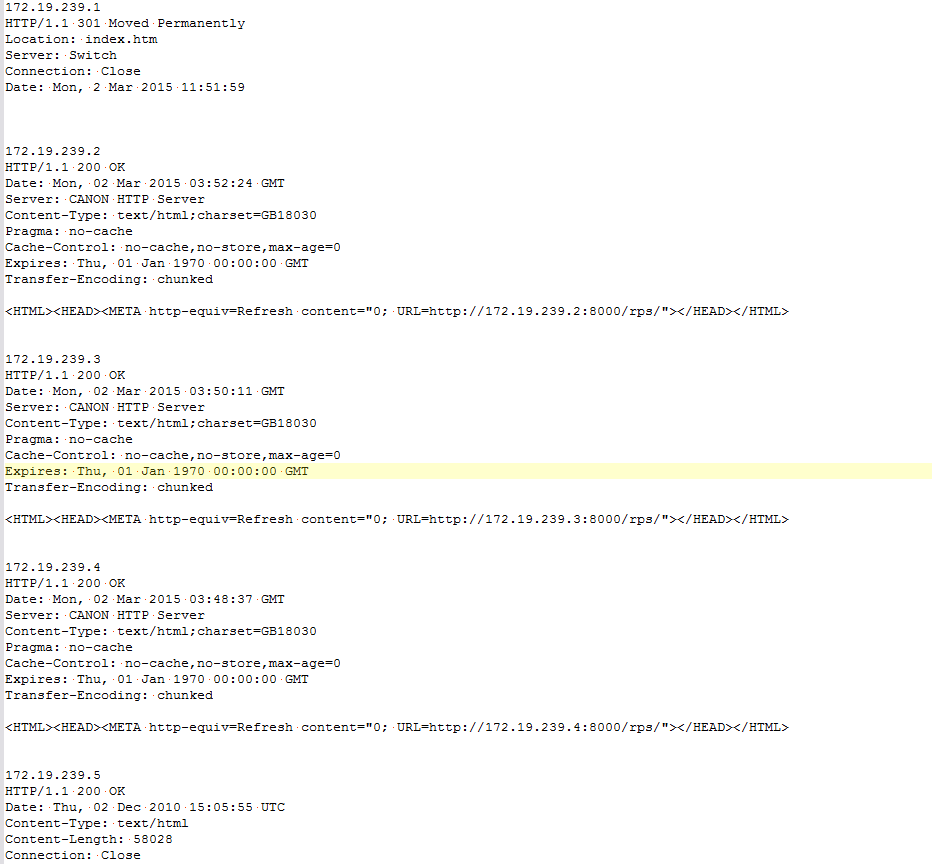 172.19.239.1
HTTP/1.1 301 Moved Permanently
Location: index.htm
Server: Switch
Connection: Close
Date: Mon, 2 Mar 2015 11:51:59
172.19.239.2
HTTP/1.1 200 OK
Date: Mon, 02 Mar 2015 03:52:24 GMT
Server: CANON HTTP Server
Content-Type: text/html;charset=GB18030
Pragma: no-cache
Cache-Control: no-cache,no-store,max-age=0
Expires: Thu, 01 Jan 1970 00:00:00 GMT
Transfer-Encoding: chunked
<HTML><HEAD><META http-equiv=Refresh content="0; URL=http://172.19.239.2:8000/rps/"></HEAD></HTML>
172.19.239.3
HTTP/1.1 200 OK
Date: Mon, 02 Mar 2015 03:50:11 GMT
Server: CANON HTTP Server
Content-Type: text/html;charset=GB18030
Pragma: no-cache
Cache-Control: no-cache,no-store,max-age=0
Expires: Thu, 01 Jan 1970 00:00:00 GMT
Transfer-Encoding: chunked
<HTML><HEAD><META http-equiv=Refresh content="0; URL=http://172.19.239.3:8000/rps/"></HEAD></HTML>
172.19.239.4
HTTP/1.1 200 OK
Date: Mon, 02 Mar 2015 03:48:37 GMT
Server: CANON HTTP Server
Content-Type: text/html;charset=GB18030
Pragma: no-cache
Cache-Control: no-cache,no-store,max-age=0
Expires: Thu, 01 Jan 1970 00:00:00 GMT
Transfer-Encoding: chunked
<HTML><HEAD><META http-equiv=Refresh content="0; URL=http://172.19.239.4:8000/rps/"></HEAD></HTML>
172.19.239.5
HTTP/1.1 200 OK
Date: Thu, 02 Dec 2010 15:05:55 UTC
Content-Type: text/html
Content-Length: 58028
Connection: Close